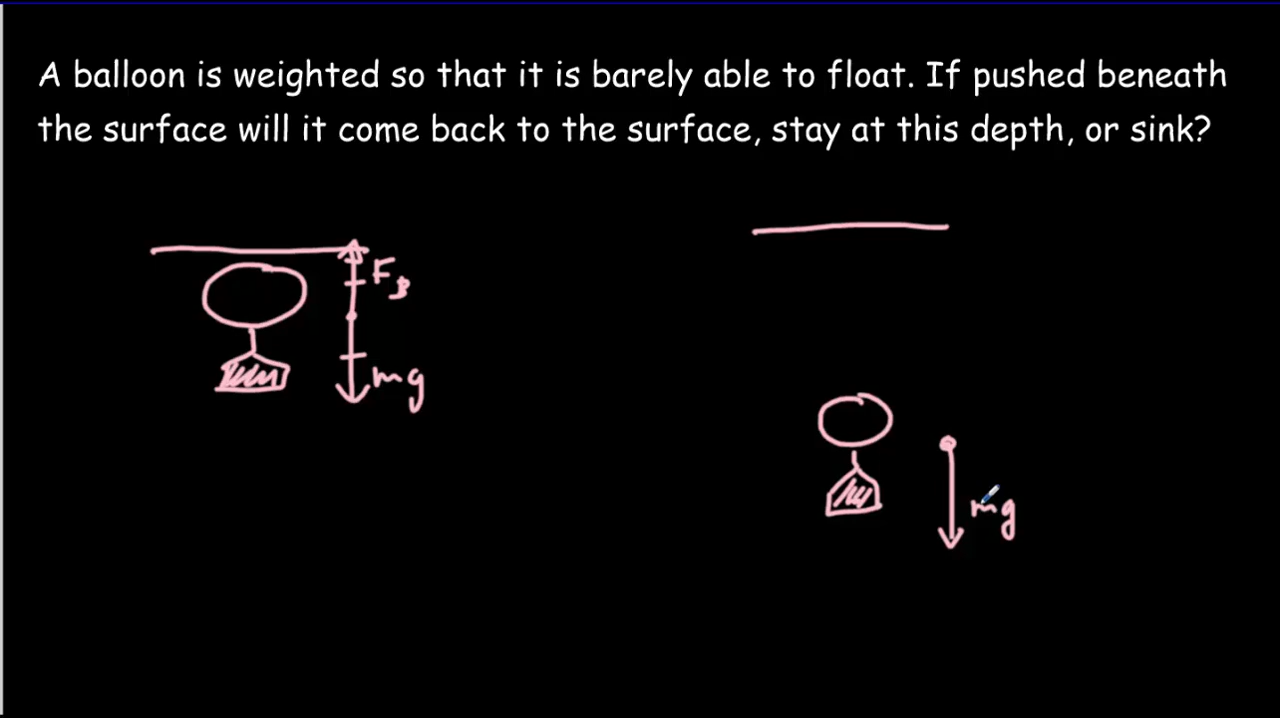 A balloon is weighted so that it is barely able to float. If pushed beneath
the surface will it come back to the surface, stay at this depth, or sink?
FB
mg
mg